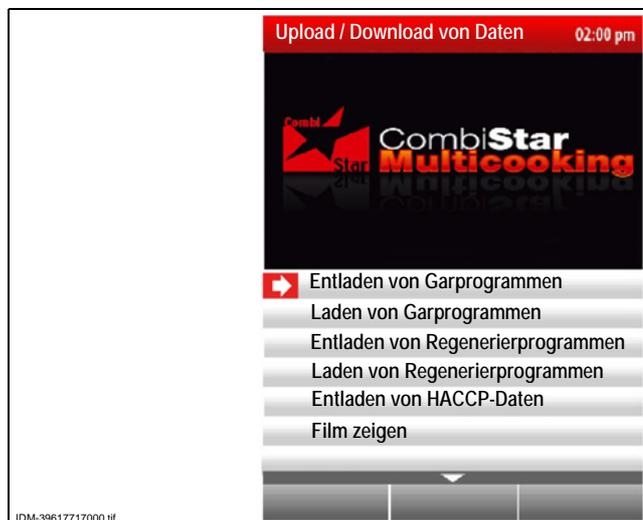 Upload / Download von Daten 02:00 pm
Combi
Star
CombiStar
Multicooking
Entladen von Garprogrammen
Laden von Garprogrammen
Entladen von Regenerierprogrammen
Laden von Regenerierprogrammen
Entladen von HACCP-Daten
Film zeigen
IDM-39617717000.tif